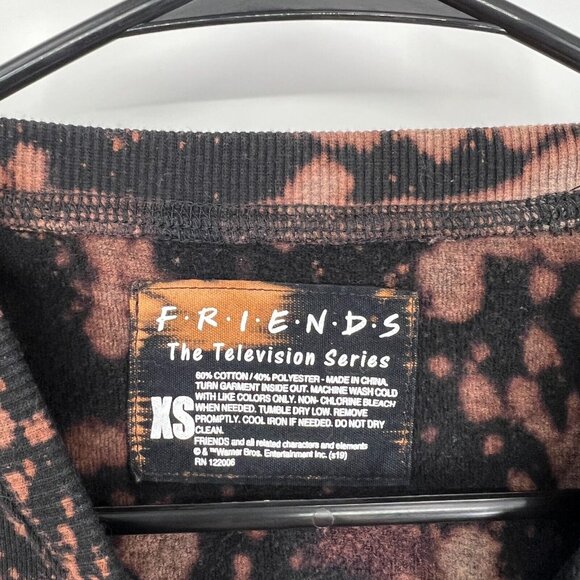 F·R·I·E·N·D·S
The Television Series
XS
60% COTTON / 40% POLYESTER - MADE IN CHINA.
TURN GARMENT INSIDE OUT. MACHINE WASH COLD
WITH LIKE COLORS ONLY. NON-CHLORINE BLEACH
WHEN NEEDED. TUMBLE DRY LOW. REMOVE
PROMPTLY. COOL IRON IF NEEDED. DO NOT DRY
CLEAN.
FRIENDS and all related characters and elements
© & ™Warner Bros. Entertainment Inc. (s19)
RN 122006